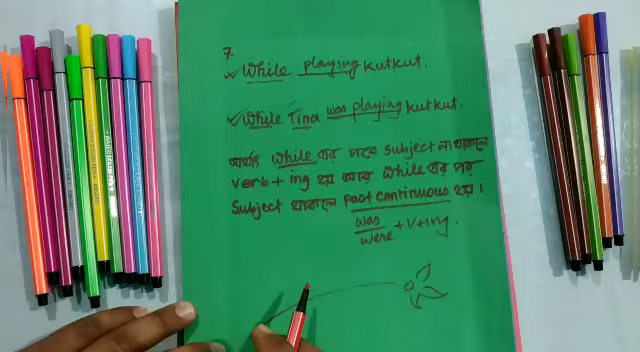 7.
While playing Kutkut.
While Tina was playing kutkut.
অর্থাৎ while এর পরে subject না থাকলে
verb + ing হয় আর while এর পর
Subject থাকলে past continuous হয়।
was
were + v + ing.